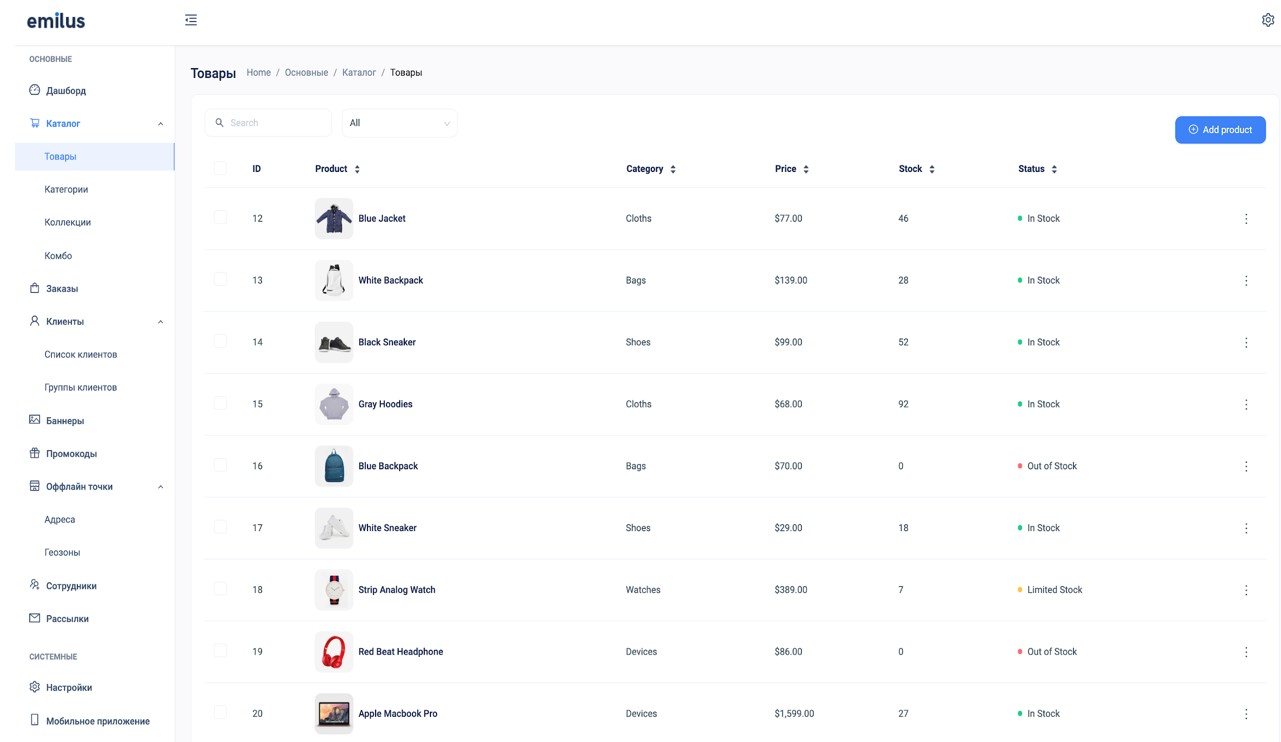 emilus
ОСНОВНЫЕ
Дашборд
Каталог
Товары
Категории
Коллекции
Комбо
Заказы
Клиенты
Список клиентов
Группы клиентов
Баннеры
Промокоды
Оффлайн точки
Адреса
Геозоны
Сотрудники
Рассылки
СИСТЕМНЫЕ
Настройки
Мобильное приложение
Товары Home / Основные / Каталог / Товары
Search All Add product
ID Product Category Price Stock Status
12 Blue Jacket Cloths $77.00 46 In Stock
13 White Backpack Bags $139.00 28 In Stock
14 Black Sneaker Shoes $99.00 52 In Stock
15 Gray Hoodies Cloths $68.00 92 In Stock
16 Blue Backpack Bags $70.00 0 Out of Stock
17 White Sneaker Shoes $29.00 18 In Stock
18 Strip Analog Watch Watches $389.00 7 Limited Stock
19 Red Beat Headphone Devices $86.00 0 Out of Stock
20 Apple Macbook Pro Devices $1,599.00 27 In Stock